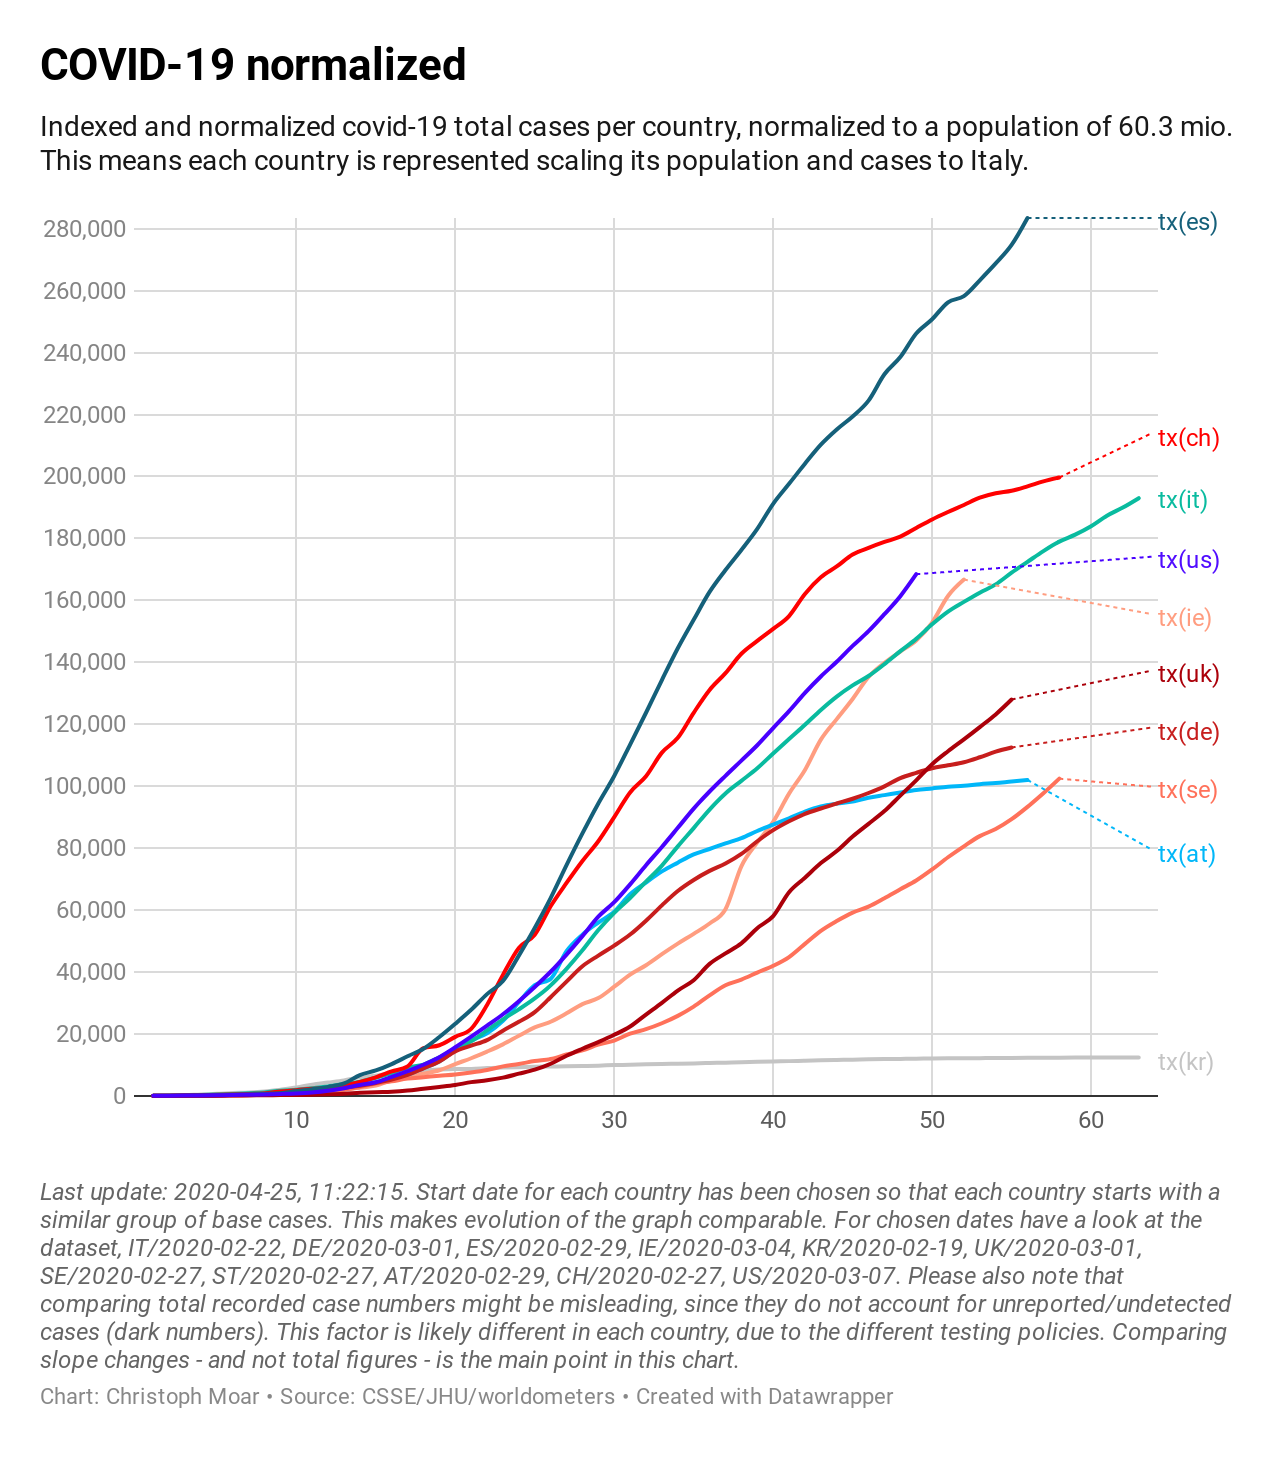 COVID-19 normalized
Indexed and normalized covid-19 total cases per country, normalized to a population of 60.3 mio.
This means each country is represented scaling its population and cases to Italy.
280,000
260,000
240,000
220,000
200,000
180,000
160,000
140,000
120,000
100,000
80,000
60,000
40,000
20,000
0
tx(es)
tx(ch)
tx(it)
tx(us)
tx(ie)
tx(uk)
tx(de)
tx(se)
tx(at)
tx(kr)
10 20 30 40 50 60
Last update: 2020-04-25, 11:22:15. Start date for each country has been chosen so that each country starts with a
similar group of base cases. This makes evolution of the graph comparable. For chosen dates have a look at the
dataset, IT/2020-02-22, DE/2020-03-01, ES/2020-02-29, IE/2020-03-04, KR/2020-02-19, UK/2020-03-01,
SE/2020-02-27, ST/2020-02-27, AT/2020-02-29, CH/2020-02-27, US/2020-03-07. Please also note that
comparing total recorded case numbers might be misleading, since they do not account for unreported/undetected
cases (dark numbers). This factor is likely different in each country, due to the different testing policies. Comparing
slope changes - and not total figures - is the main point in this chart.
Chart: Christoph Moar • Source: CSSE/JHU/worldometers • Created with Datawrapper